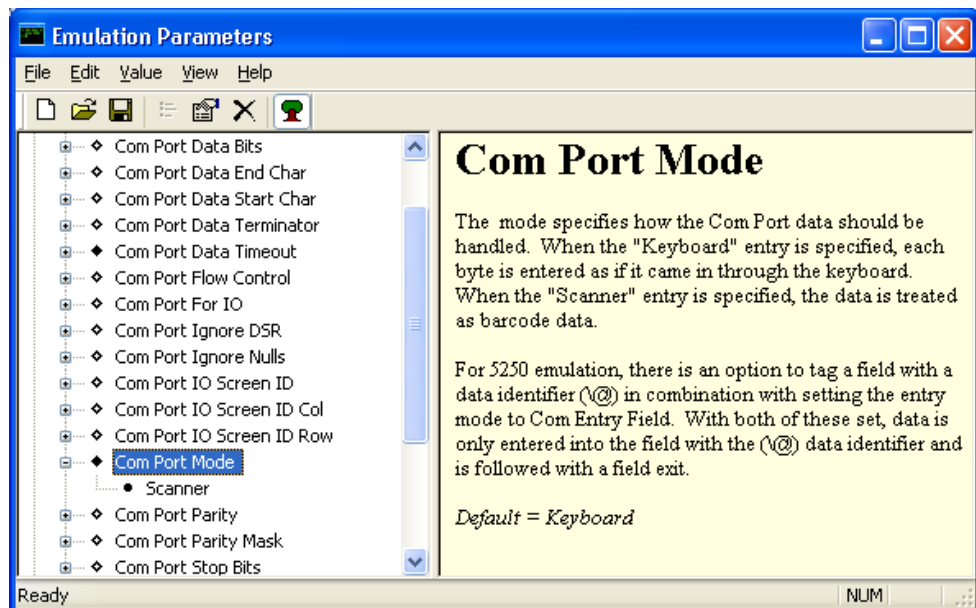 Emulation Parameters
File Edit Value View Help
Com Port Data Bits
Com Port Data End Char
Com Port Data Start Char
Com Port Data Terminator
Com Port Data Timeout
Com Port Flow Control
Com Port For IO
Com Port Ignore DSR
Com Port Ignore Nulls
Com Port IO Screen ID
Com Port IO Screen ID Col
Com Port IO Screen ID Row
Com Port Mode
Scanner
Com Port Parity
Com Port Parity Mask
Com Port Stop Bits
Com Port Mode
The  mode specifies how the Com Port data should be
handled.  When the "Keyboard" entry is specified, each
byte is entered as if it came in through the keyboard.
When the "Scanner" entry is specified, the data is treated
as barcode data.
For 5250 emulation, there is an option to tag a field with a
data identifier (\@) in combination with setting the entry
mode to Com Entry Field.  With both of these set, data is
only entered into the field with the (\@) data identifier and
is followed with a field exit.
Default = Keyboard
Ready
NUM